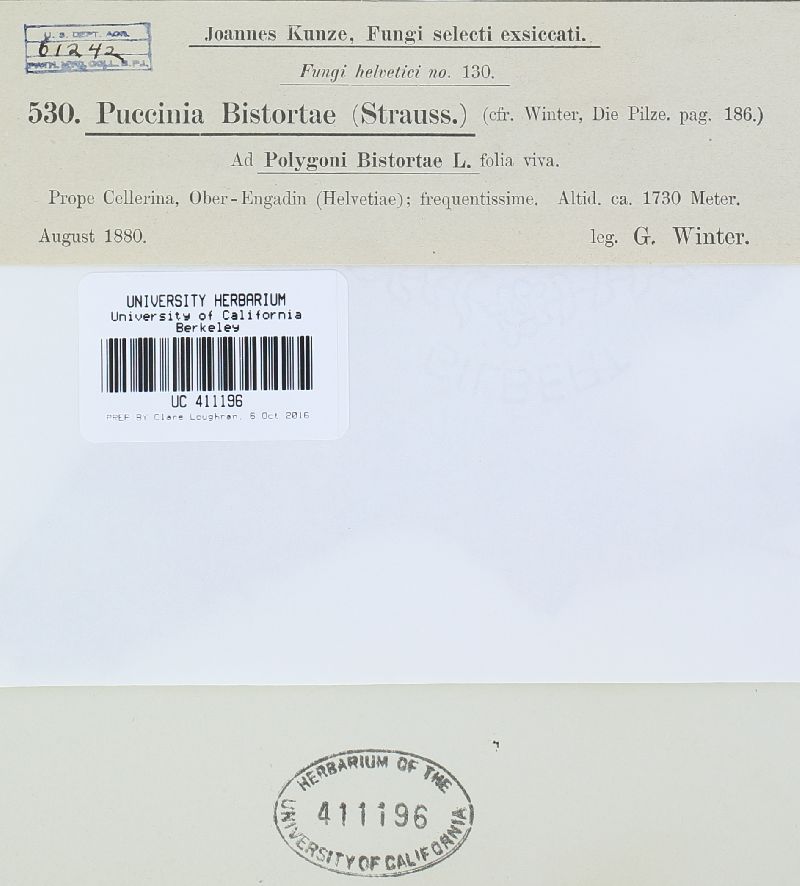 U. S. DEPT. AGR.
61242
PATH. MYC. COLL. B.P.I.
Joannes Kunze, Fungi selecti exsiccati.
Fungi helvetici no. 130.
530. Puccinia Bistortae (Strauss.) (cfr. Winter, Die Pilze. pag. 186.)
Ad Polygoni Bistortae L. folia viva.
Prope Cellerina, Ober-Engadin (Helvetiae); frequentissime. Altid. ca. 1730 Meter.
August 1880. leg. G. Winter.
UNIVERSITY HERBARIUM
University of California
Berkeley
UC 411196
PREP BY Clare Loughran, 6 Oct 2016
HERBARIUM OF THE
411196
UNIVERSITY OF CALIFORNIA